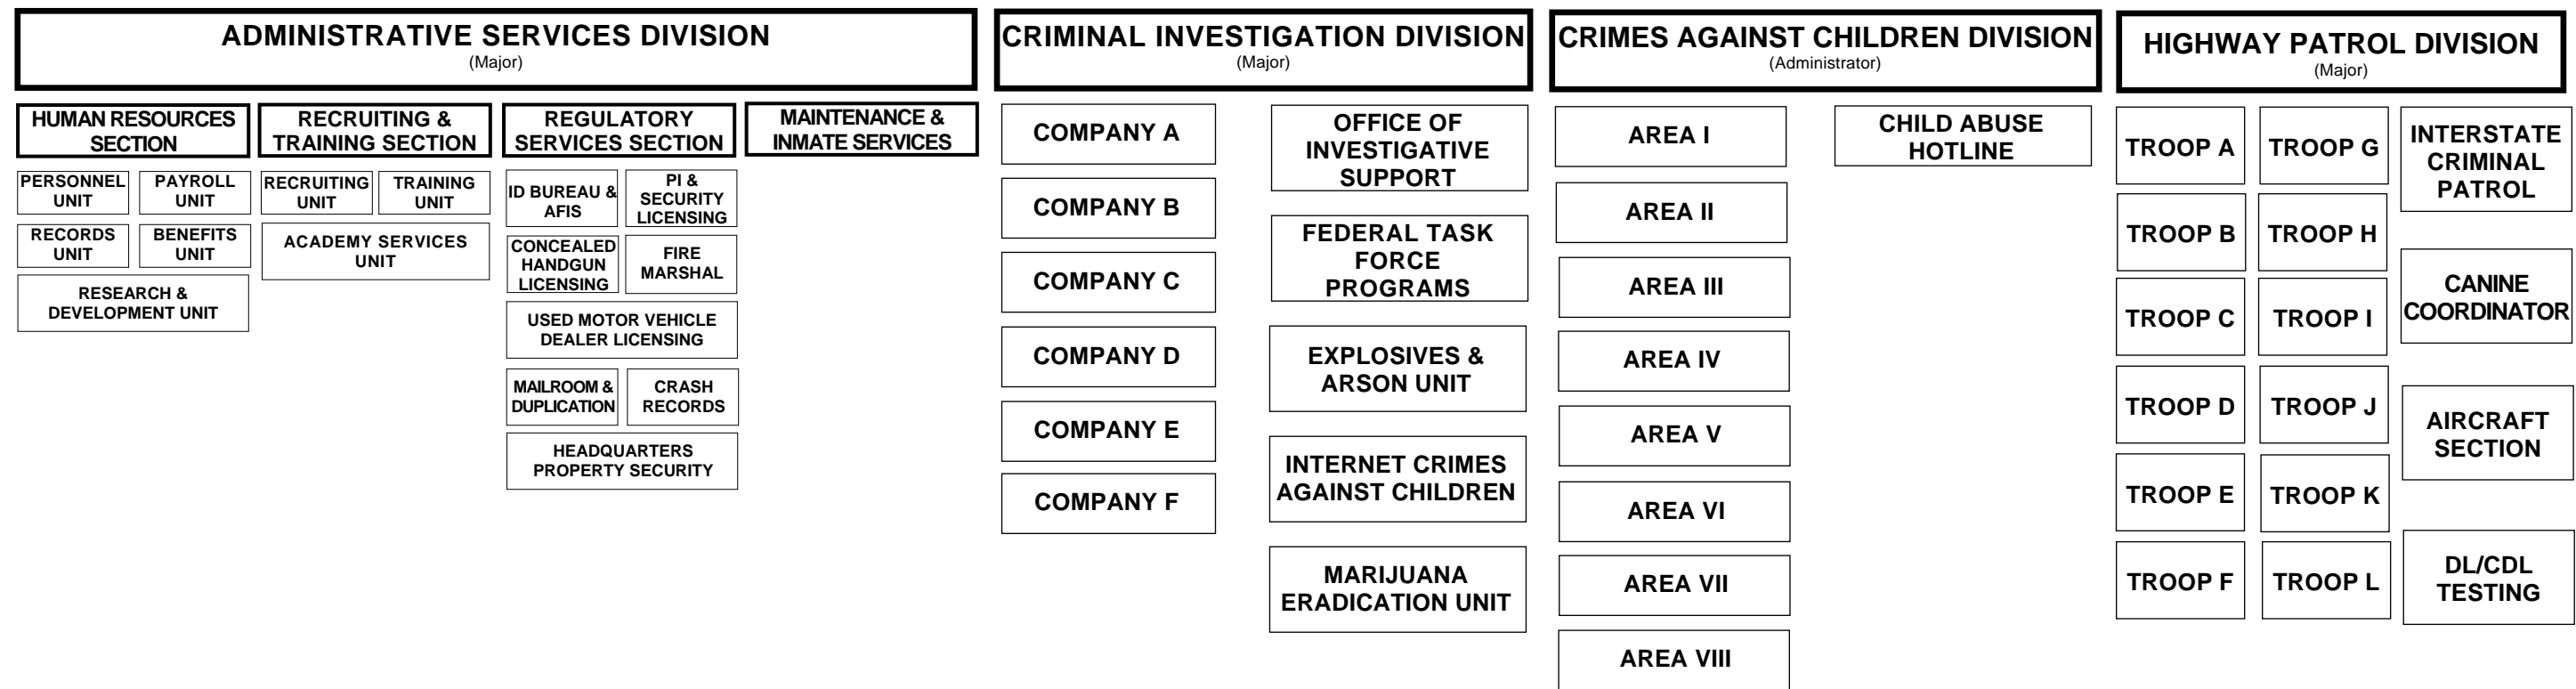 ADMINISTRATIVE SERVICES DIVISION
(Major)
HUMAN RESOURCES
SECTION
PERSONNEL
UNIT
PAYROLL
UNIT
RECORDS
UNIT
BENEFITS
UNIT
RESEARCH &
DEVELOPMENT UNIT
RECRUITING &
TRAINING SECTION
RECRUITING
UNIT
TRAINING
UNIT
ACADEMY SERVICES
UNIT
REGULATORY
SERVICES SECTION
ID BUREAU &
AFIS
PI &
SECURITY
LICENSING
CONCEALED
HANDGUN
LICENSING
FIRE
MARSHAL
USED MOTOR VEHICLE
DEALER LICENSING
MAILROOM &
DUPLICATION
CRASH
RECORDS
HEADQUARTERS
PROPERTY SECURITY
MAINTENANCE &
INMATE SERVICES
CRIMINAL INVESTIGATION DIVISION
(Major)
COMPANY A
COMPANY B
COMPANY C
COMPANY D
COMPANY E
COMPANY F
OFFICE OF
INVESTIGATIVE
SUPPORT
FEDERAL TASK
FORCE
PROGRAMS
EXPLOSIVES &
ARSON UNIT
INTERNET CRIMES
AGAINST CHILDREN
MARIJUANA
ERADICATION UNIT
CRIMES AGAINST CHILDREN DIVISION
(Administrator)
AREA I
AREA II
AREA III
AREA IV
AREA V
AREA VI
AREA VII
AREA VIII
CHILD ABUSE
HOTLINE
HIGHWAY PATROL DIVISION
(Major)
TROOP A
TROOP B
TROOP C
TROOP D
TROOP E
TROOP F
TROOP G
TROOP H
TROOP I
TROOP J
TROOP K
TROOP L
INTERSTATE
CRIMINAL
PATROL
CANINE
COORDINATOR
AIRCRAFT
SECTION
DL/CDL
TESTING